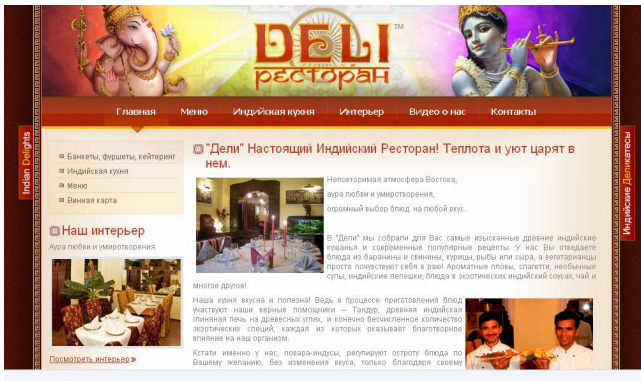 DELI
TM
ресторан
Главная
Меню
Индийская кухня
Интерьер
Видео о нас
Контакты
Indian Delights
Индийские Деликатесы
Банкеты, фуршеты, кейтеринг
Индийская кухня
Меню
Винная карта
Наш интерьер
Аура любви и умиротворения
Посмотреть интерьер
"Дели" Настоящий Индийский Ресторан! Теплота и уют царят в
нем.
Неповторимая атмосфера Востока,
аура любви и умиротворения,
огромный выбор блюд на любой вкус.
В "Дели" мы собрали для Вас самые изысканные древние индийские
кушанья и современные популярные рецепты. У нас Вы отведаете
блюда из баранины и свинины, курицы, рыбы или сыра, а вегетарианцы
просто почувствуют себя в раю! Ароматные пловы, спагетти, необычные
супы, индийские лепешки, блюда в экзотических индийский соусах, чай и
многое другое!
Наша кухня вкусна и полезна! Ведь в процессе приготовления блюд
участвуют наши верные помощники – Тандур, древняя индийская
глиняная печь на древесных углях, и конечно бесчисленное количество
экзотических специй, каждая из которых оказывает благотворное
влияние на наш организм.
Кстати именно у нас, повара-индусы, регулируют остроту блюда по
Вашему желанию, без изменения вкуса, только благодаря своему